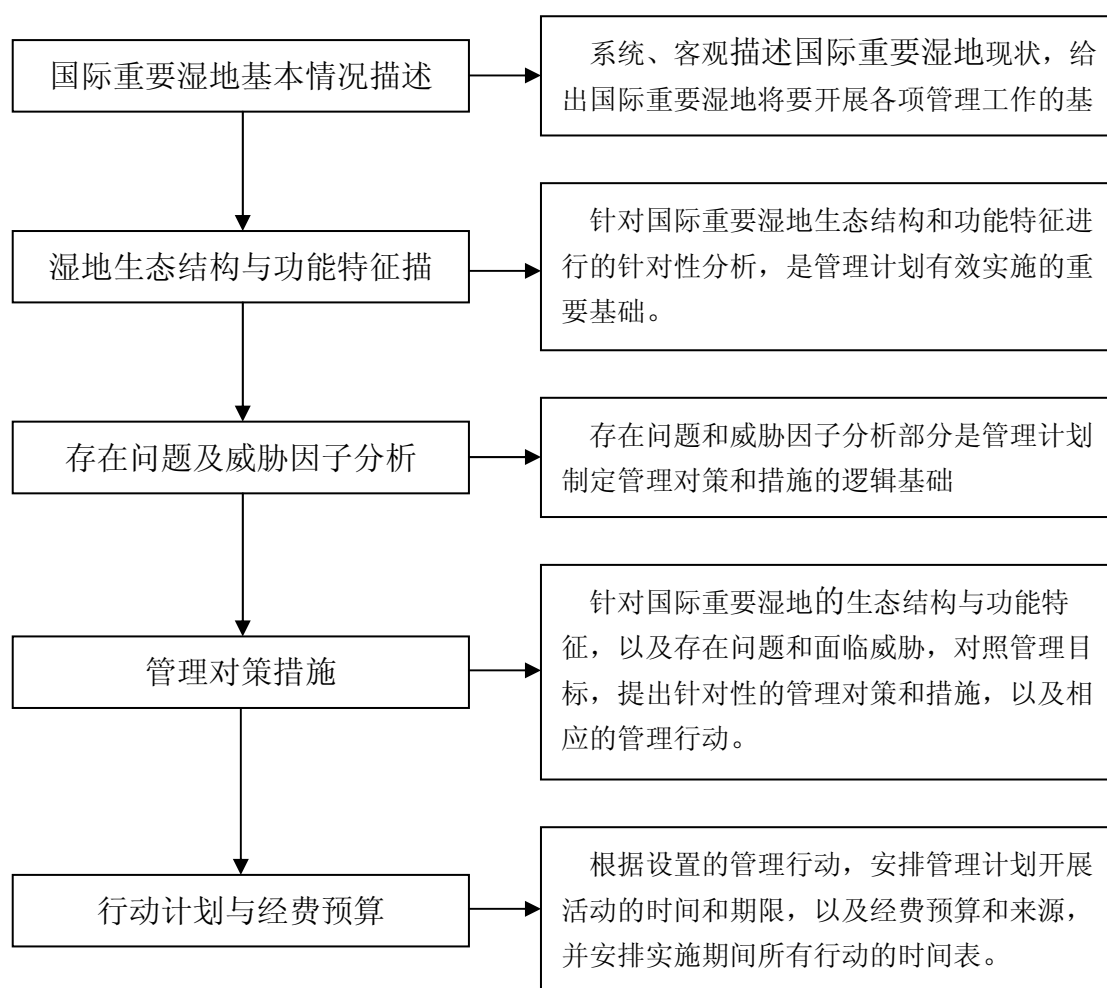 国际重要湿地基本情况描述
系统、客观描述国际重要湿地现状，给
出国际重要湿地将要开展各项管理工作的基
湿地生态结构与功能特征描
针对国际重要湿地生态结构和功能特征进
行的针对性分析，是管理计划有效实施的重
要基础。
存在问题及威胁因子分析
存在问题和威胁因子分析部分是管理计划
制定管理对策和措施的逻辑基础
管理对策措施
针对国际重要湿地的生态结构与功能特
征，以及存在问题和面临威胁，对照管理目
标，提出针对性的管理对策和措施，以及相
应的管理行动。
行动计划与经费预算
根据设置的管理行动，安排管理计划开展
活动的时间和期限，以及经费预算和来源，
并安排实施期间所有行动的时间表。